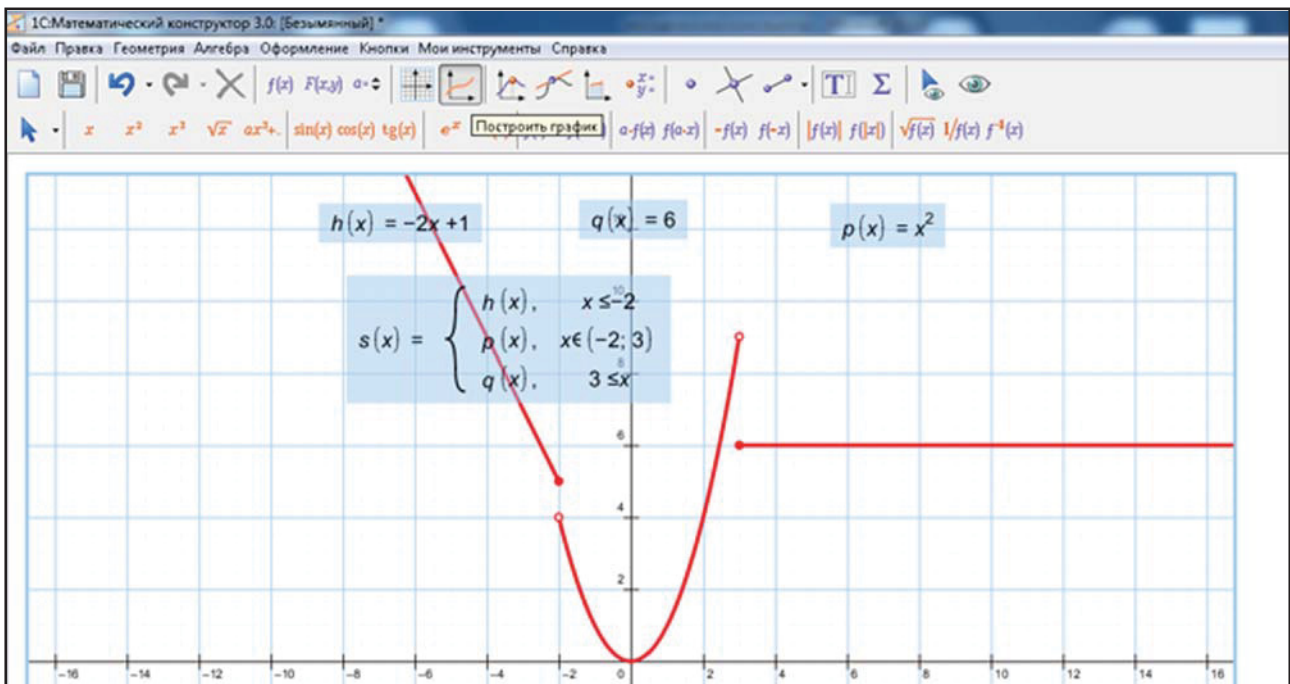 1С:Математический конструктор 3.0: [Безымянный] *
Файл Правка Геометрия Алгебра Оформление Кнопки Мои инструменты Справка
f(x) F(x,y) a= x= y= T Σ
x x² x³ √x ax²+.. sin(x) cos(x) tg(x) eˣ Построить график a·f(x) f(a·x) -f(x) f(-x) |f(x)| f(|x|) √f(x) 1/f(x) f⁻¹(x)
h(x) = −2x +1
q(x) = 6
p(x) = x²
s(x) = { h(x), x ≤−2
p(x), x∈(−2; 3)
q(x), 3 ≤x
10
8
6
4
2
−16 −14 −12 −10 −8 −6 −4 −2 0 2 4 6 8 10 12 14 16